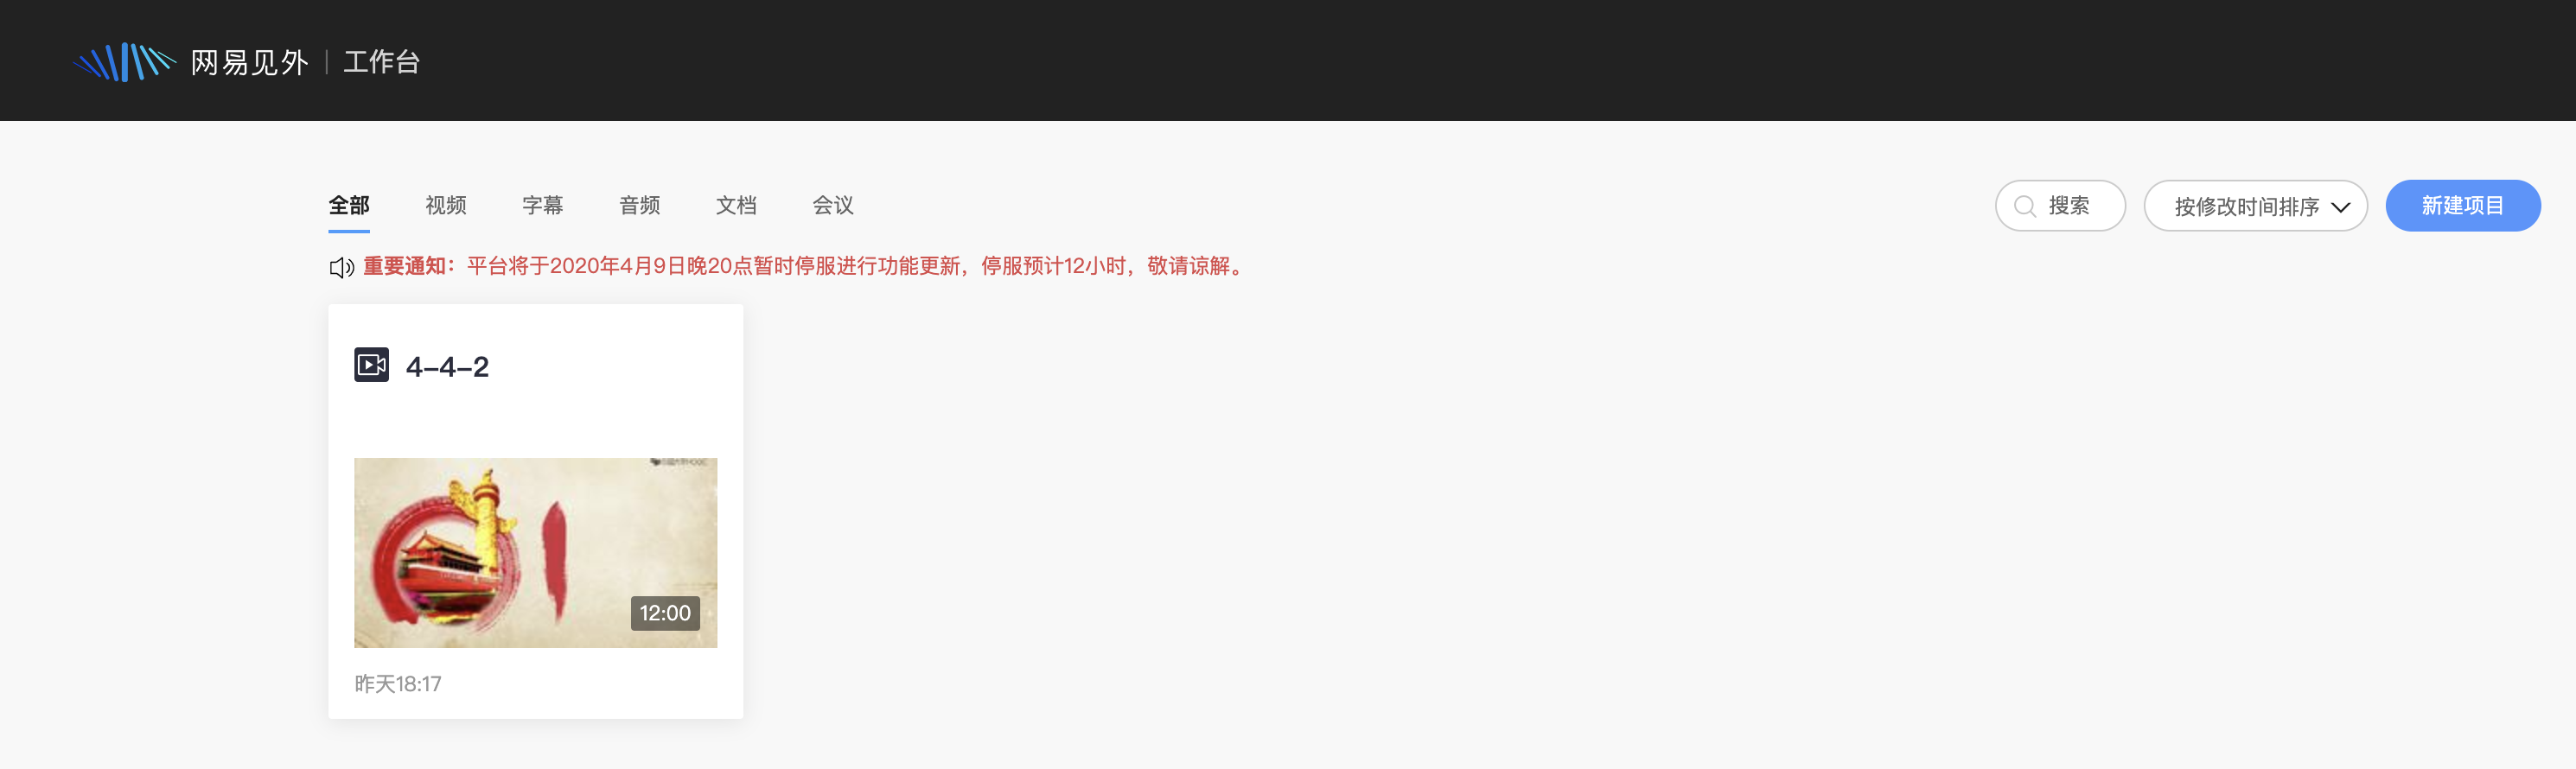 网易见外 | 工作台
全部 视频 字幕 音频 文档 会议 搜索 按修改时间排序 新建项目
重要通知：平台将于2020年4月9日晚20点暂时停服进行功能更新，停服预计12小时，敬请谅解。
4-4-2
12:00
昨天18:17